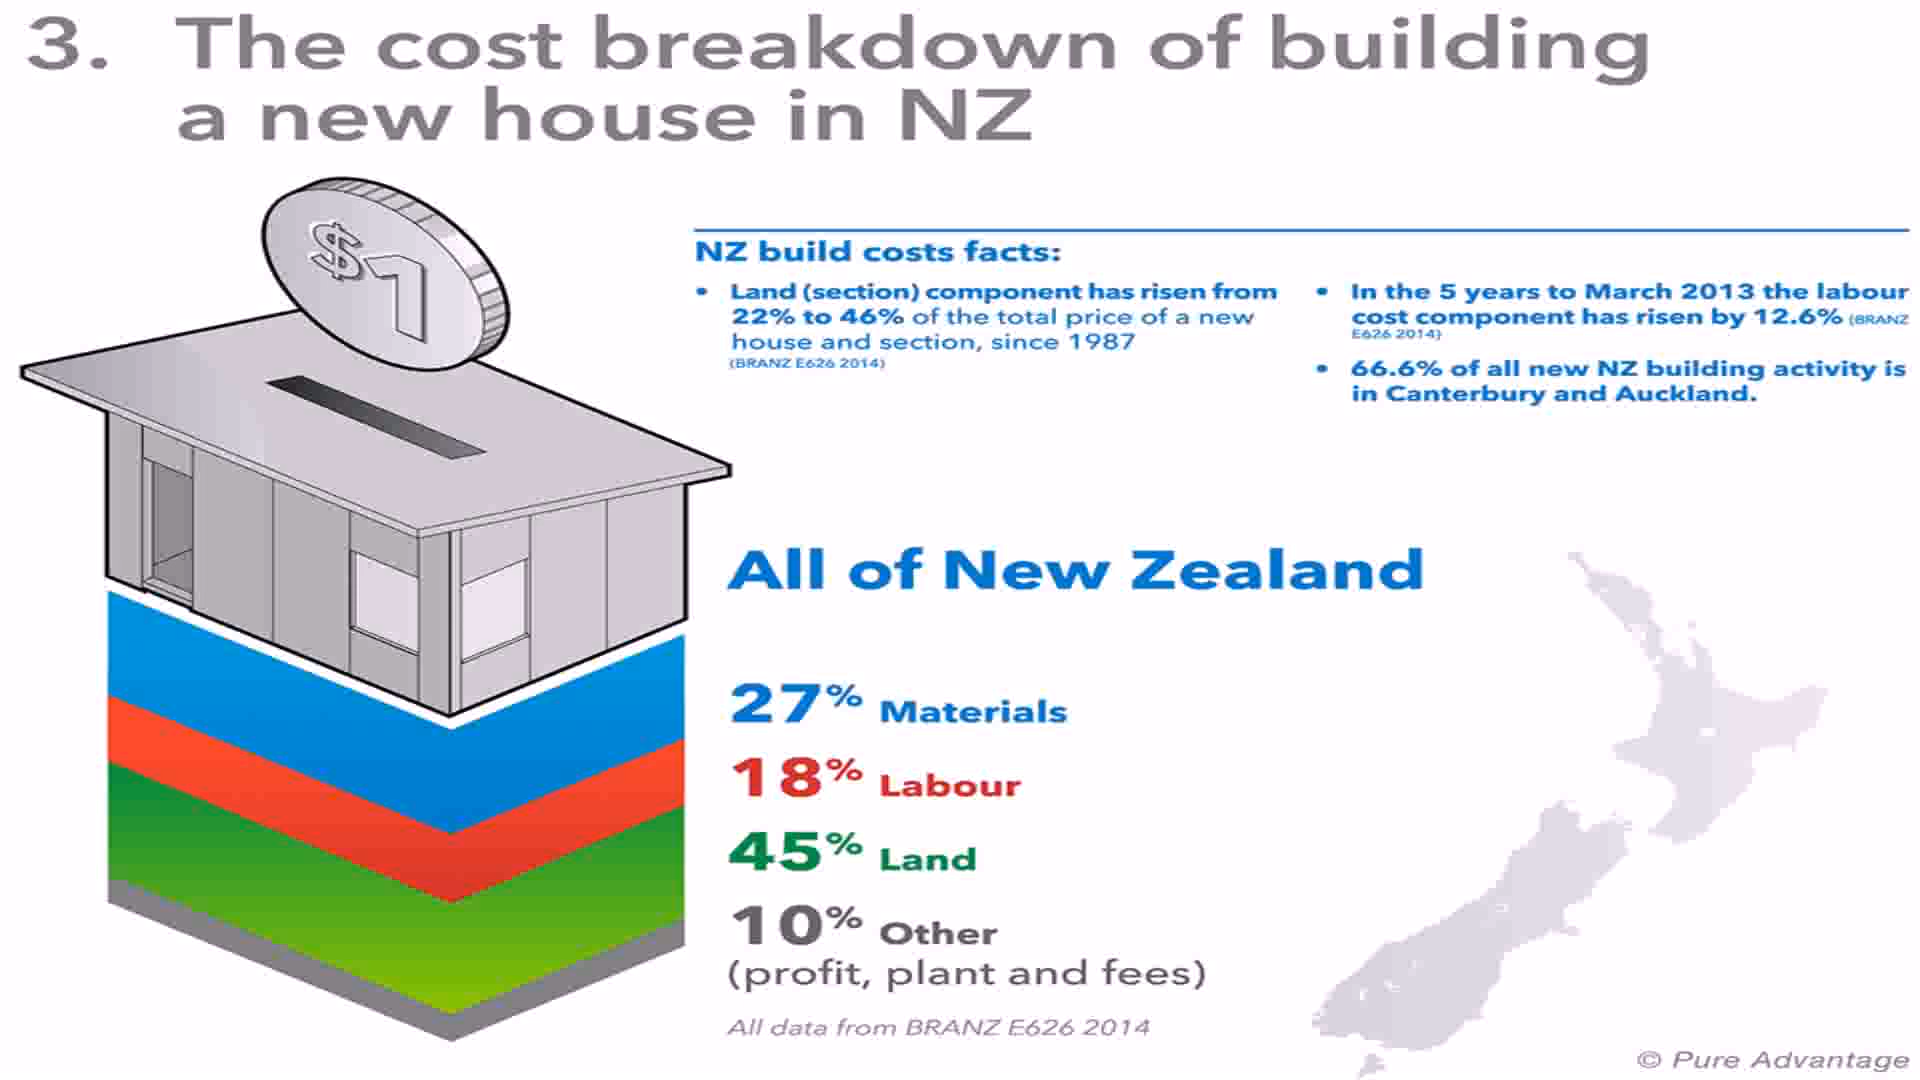 3. The cost breakdown of building
a new house in NZ
$1
NZ build costs facts:
• Land (section) component has risen from
22% to 46% of the total price of a new
house and section, since 1987
(BRANZ E626 2014)
• In the 5 years to March 2013 the labour
cost component has risen by 12.6% (BRANZ
E626 2014)
• 66.6% of all new NZ building activity is
in Canterbury and Auckland.
All of New Zealand
27% Materials
18% Labour
45% Land
10% Other
(profit, plant and fees)
All data from BRANZ E626 2014
© Pure Advantage